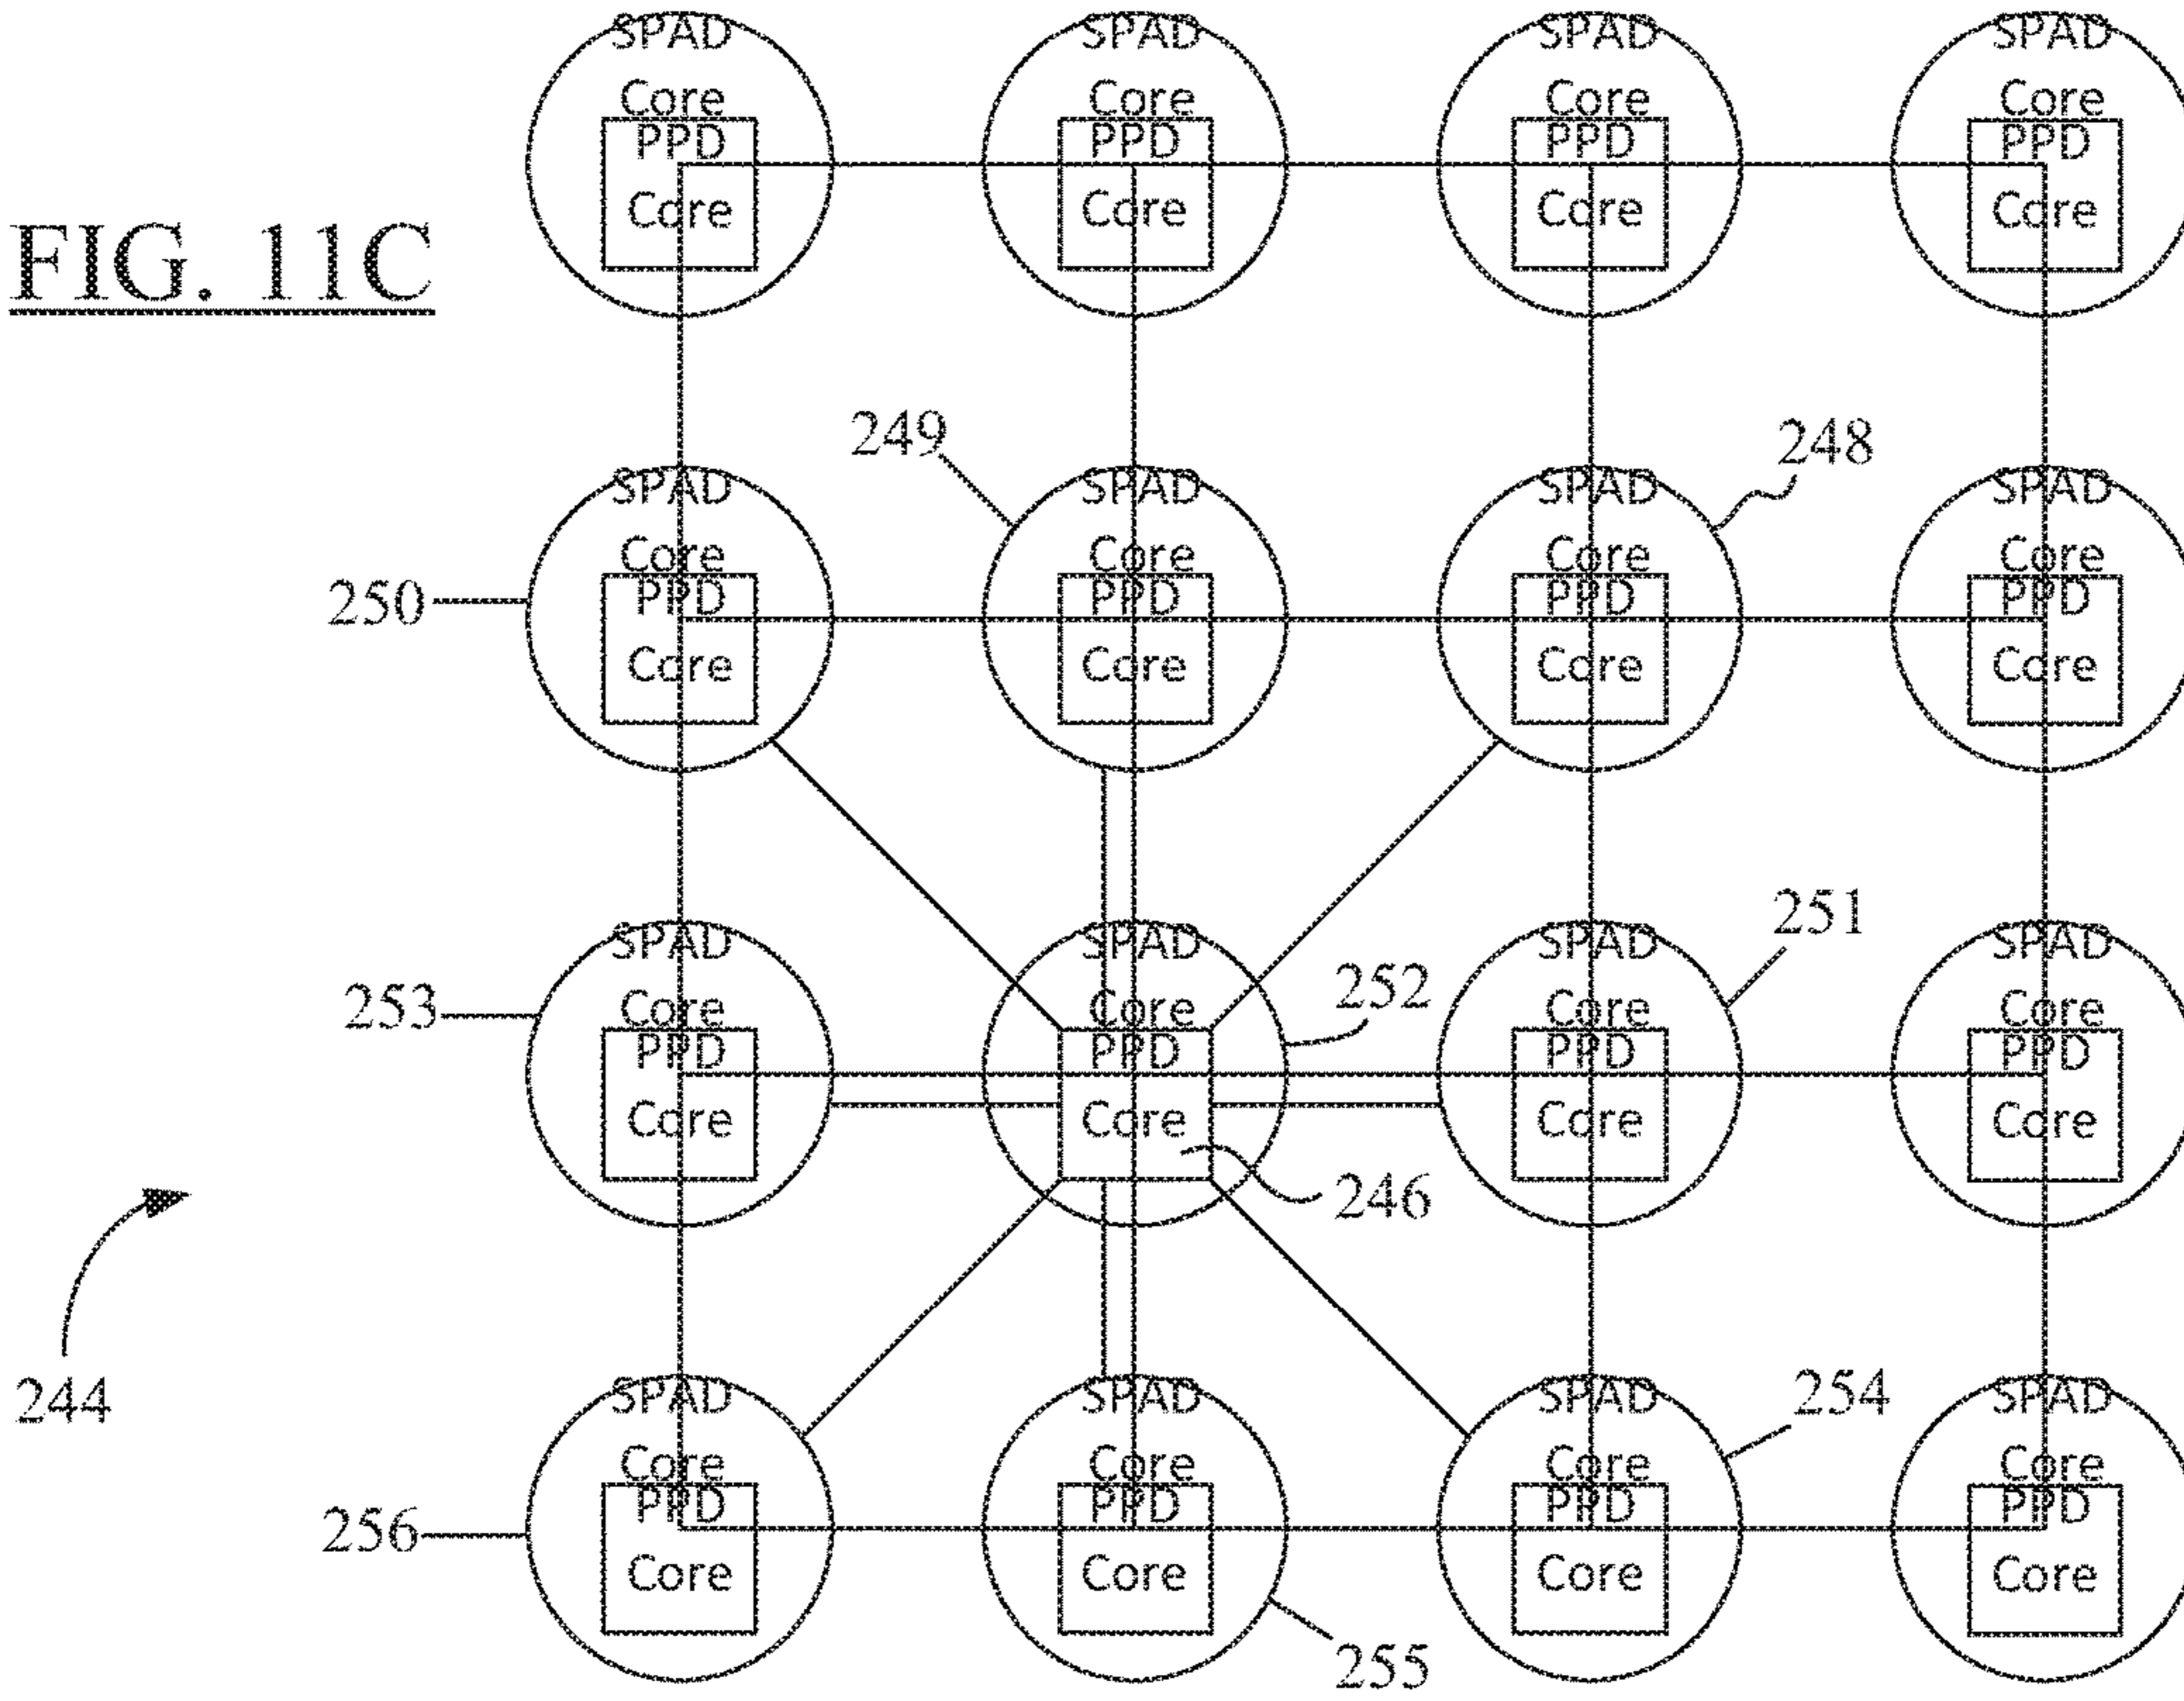 SPAD SPAD SPAD SPAD
Core Core Core Core
PPD PPD PPD PPD
Core Core Core Core
FIG. 11C
249 248
SPAD SPAD SPAD SPAD
Core Core Core Core
250 PPD PPD PPD PPD
Core Core Core Core
251
SPAD SPAD SPAD SPAD
252
253 Core Core Core Core
PPD PPD PPD PPD
Core Core Core Core
246
244
254
SPAD SPAD SPAD SPAD
Core Core Core Core
256 PPD PPD PPD PPD
Core Core Core Core
255